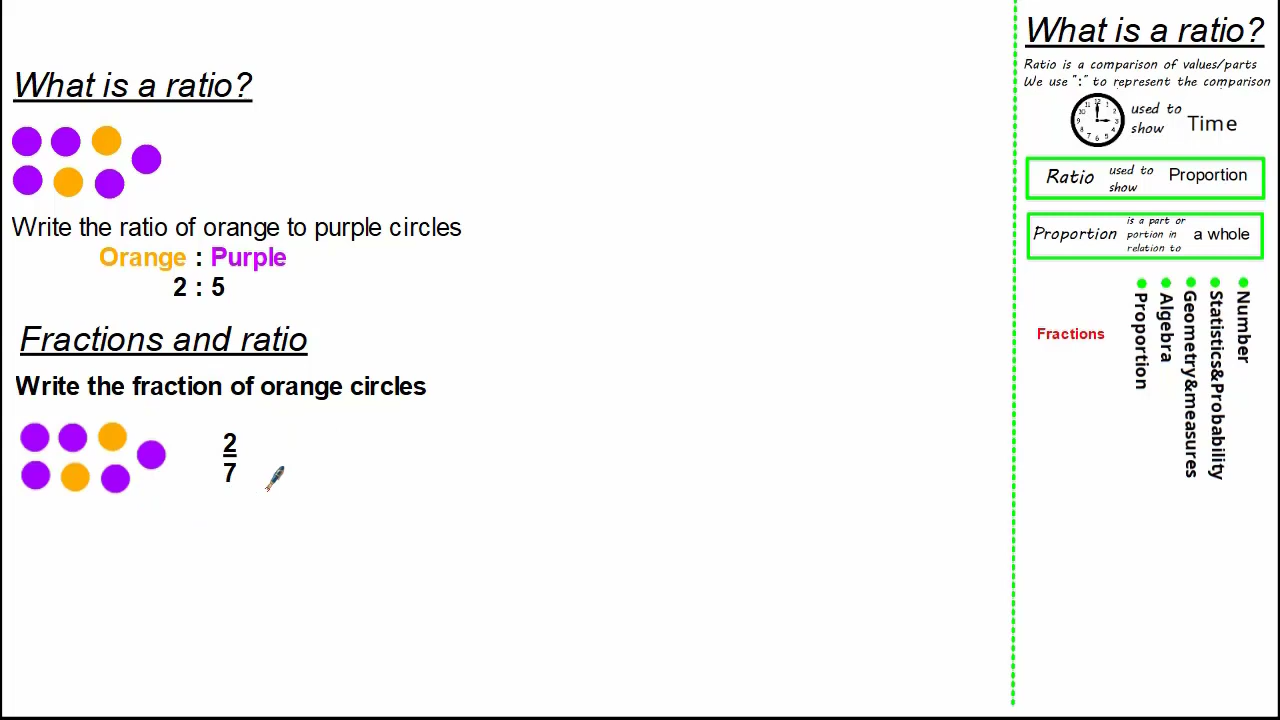 What is a ratio?
Write the ratio of orange to purple circles
Orange : Purple
2 : 5
Fractions and ratio
Write the fraction of orange circles
2
7
What is a ratio?
Ratio is a comparison of values/parts
We use ":" to represent the comparison
used to
show
Time
Ratio
used to
show
Proportion
Proportion
is a part or
portion in
relation to
a whole
Fractions
Proportion
Algebra
Geometry&measures
Statistics&Probability
Number